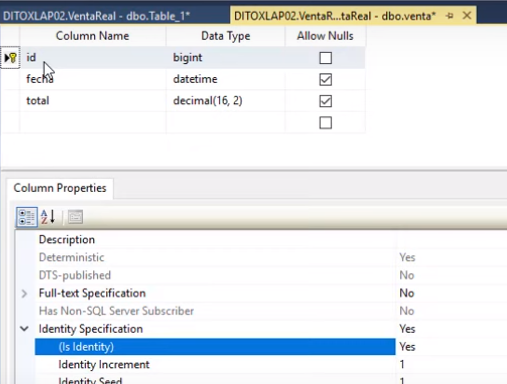 DITOXLAP02.VentaReal - dbo.Table_1*
DITOXLAP02.VentaR...taReal - dbo.venta*
Column Name Data Type Allow Nulls
id bigint
fecha datetime
total decimal(16, 2)
Column Properties
Description
Deterministic Yes
DTS-published No
Full-text Specification No
Has Non-SQL Server Subscriber No
Identity Specification Yes
(Is Identity) Yes
Identity Increment 1
Identity Seed 1